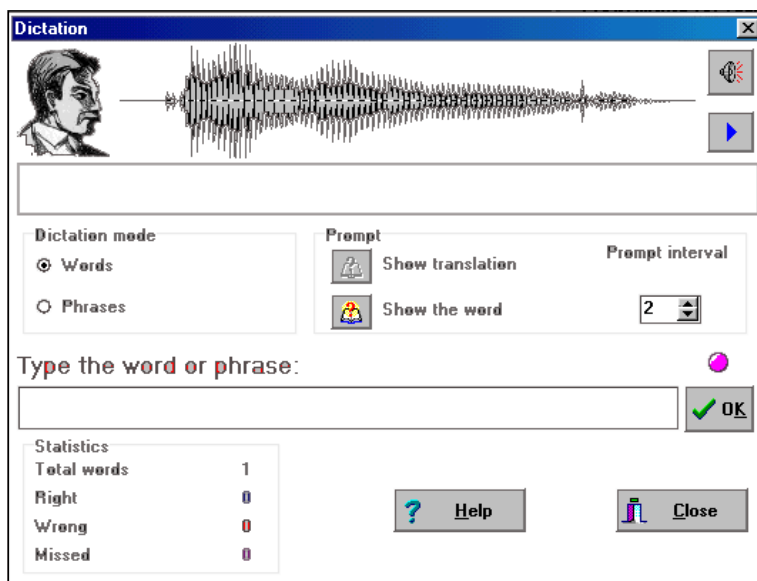 Dictation
Dictation mode
Words
Phrases
Prompt
Show translation
Show the word
Prompt interval
2
Type the word or phrase:
OK
Statistics
Total words 1
Right 0
Wrong 0
Missed 0
Help
Close